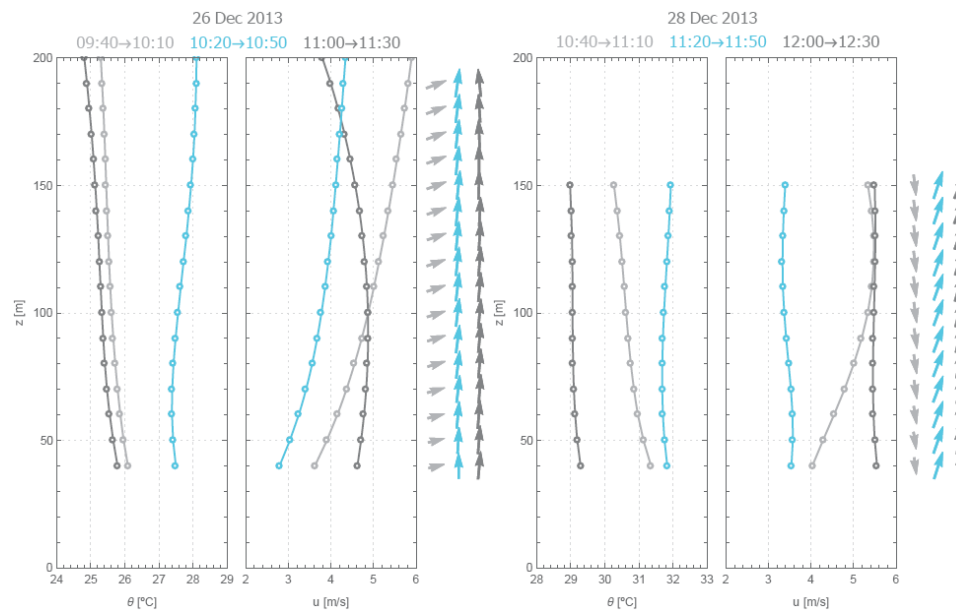 26 Dec 2013
09:40→10:10 10:20→10:50 11:00→11:30
28 Dec 2013
10:40→11:10 11:20→11:50 12:00→12:30
200
150
100
50
0
z [m]
24 25 26 27 28 29
θ [°C]
2 3 4 5 6
u [m/s]
200
150
100
50
0
z [m]
28 29 30 31 32 33
θ [°C]
2 3 4 5 6
u [m/s]